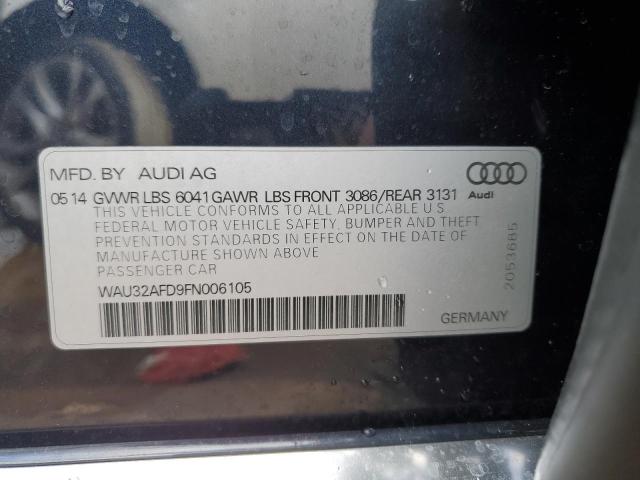 MFD. BY AUDI AG
05 14 GVWR LBS 6041 GAWR LBS FRONT 3086/REAR 3131
Audi
THIS VEHICLE CONFORMS TO ALL APPLICABLE U S
FEDERAL MOTOR VEHICLE SAFETY, BUMPER AND THEFT
PREVENTION STANDARDS IN EFFECT ON THE DATE OF
MANUFACTURE SHOWN ABOVE
PASSENGER CAR
WAU32AFD9FN006105
GERMANY
2053685